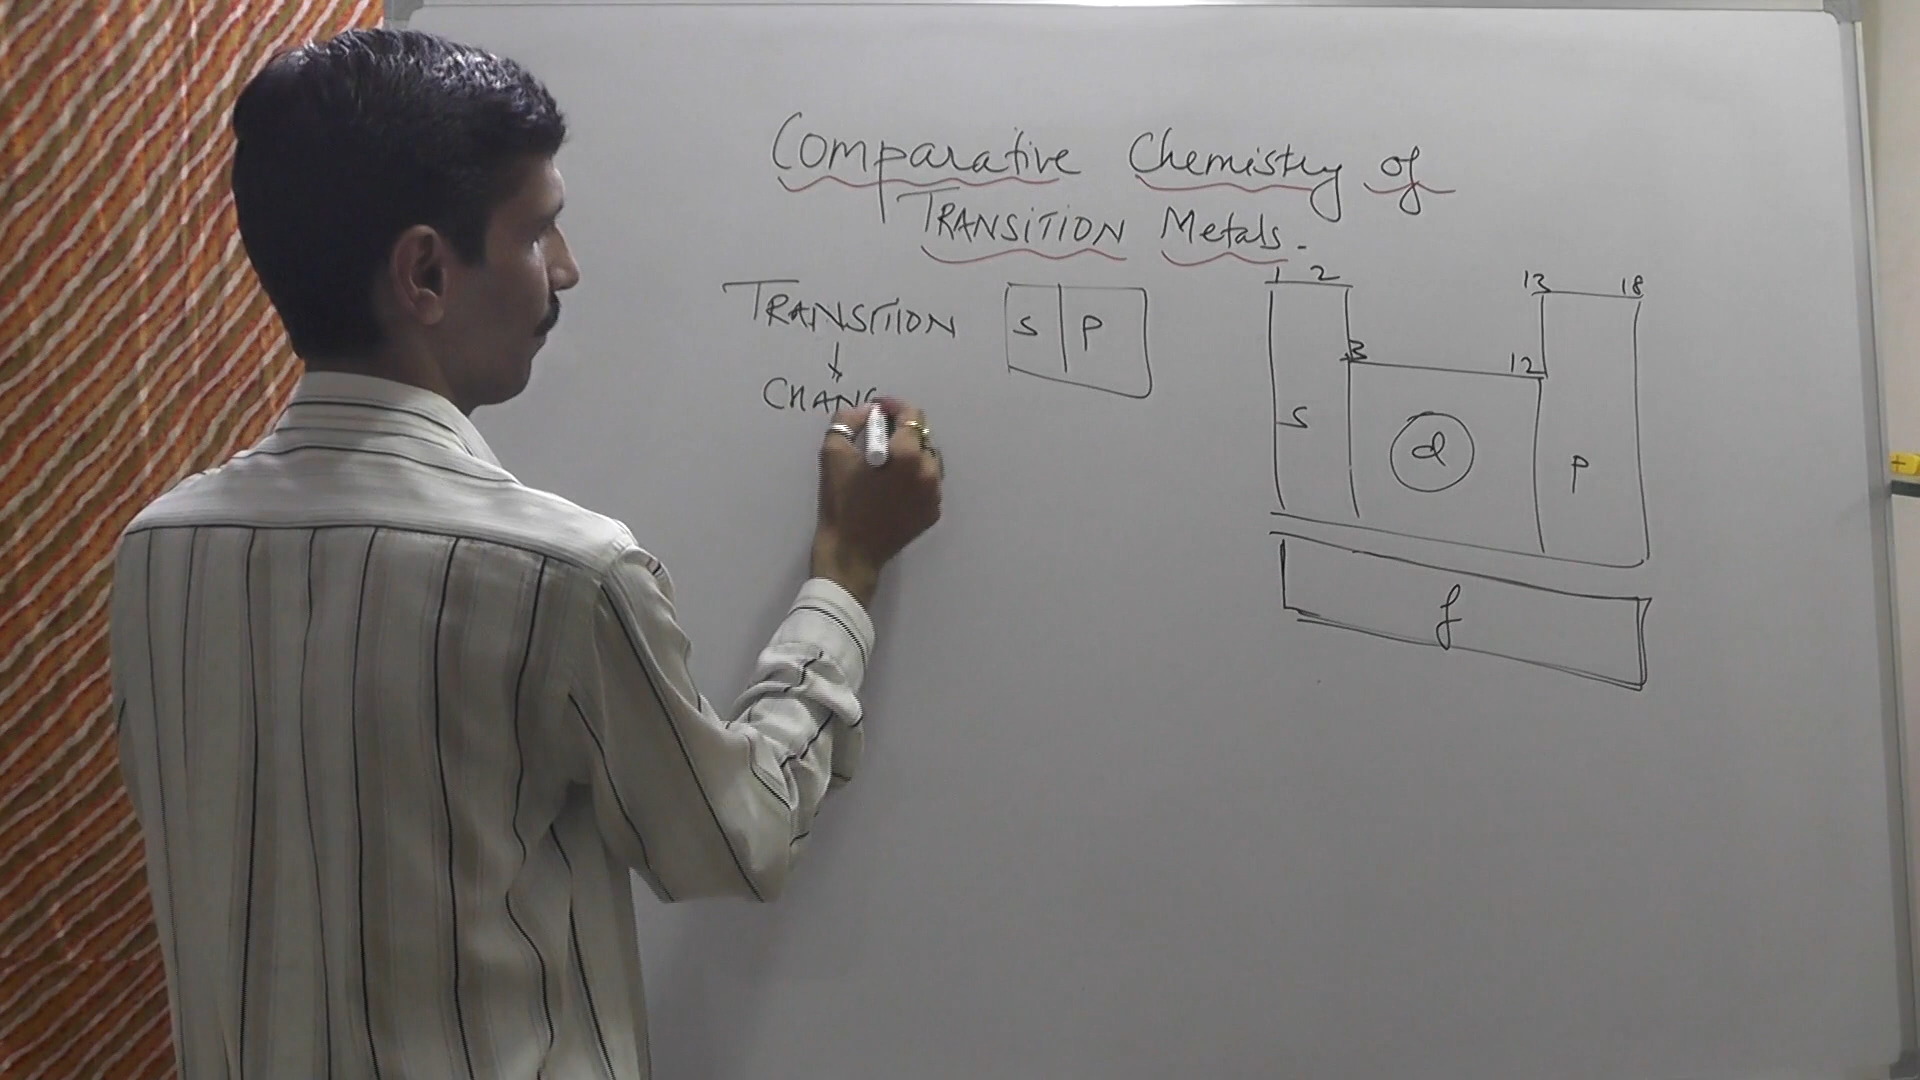 Comparative Chemistry of
TRANSITION Metals.
TRANSITION
CHANG
S P
1 2
13 18
3
12
S
d
P
f